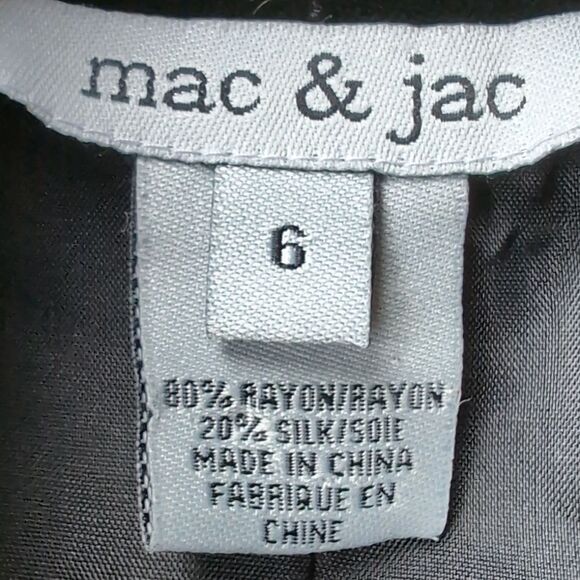 mac & jac
6
80% RAYON/RAYON
20% SILK/SOIE
MADE IN CHINA
FABRIQUE EN
CHINE